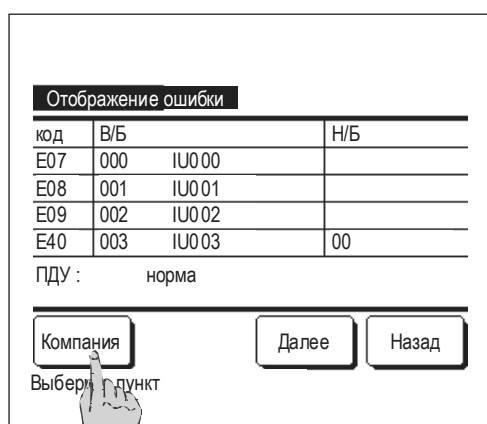 Отображение ошибки
код В/Б Н/Б
E07 000 IU000
E08 001 IU001
E09 002 IU002
E40 003 IU003 00
ПДУ : норма
Компания Далее Назад
пункт